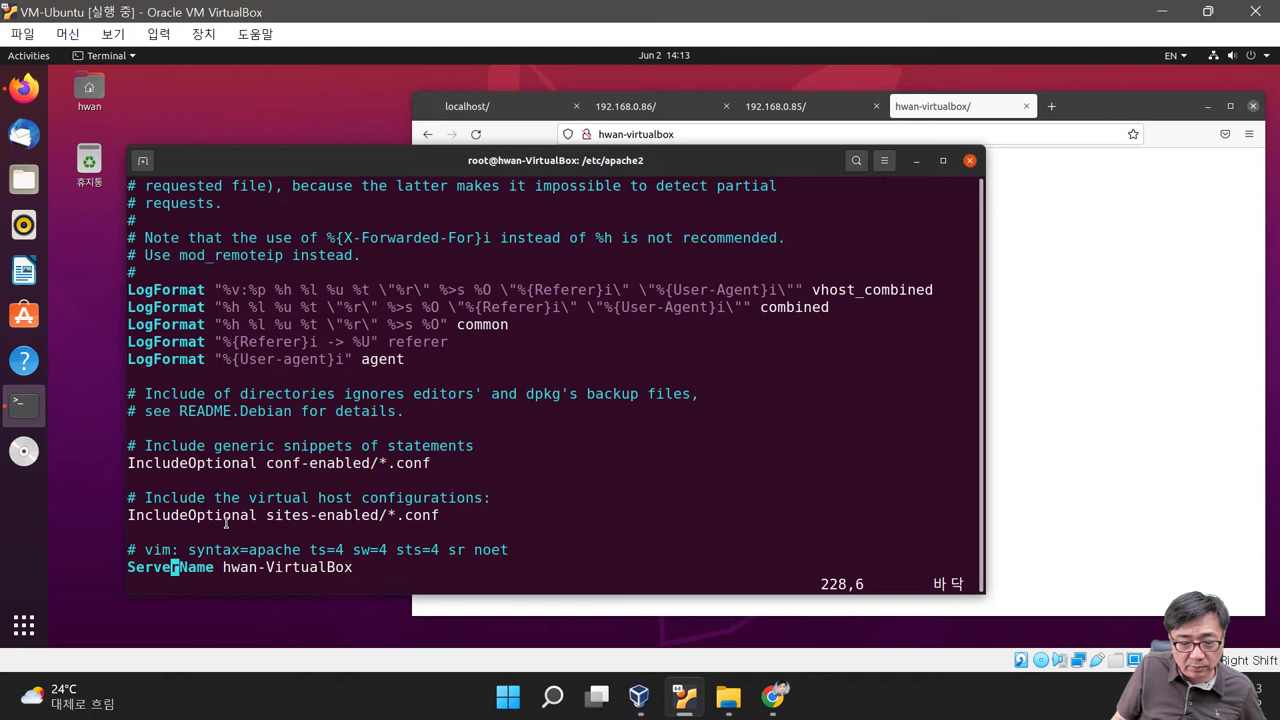 VM-Ubuntu [실행 중] - Oracle VM VirtualBox
파일 머신 보기 입력 장치 도움말
Activities Terminal Jun 2 14:13 EN
hwan
휴지통
localhost/ 192.168.0.86/ 192.168.0.85/ hwan-virtualbox/
hwan-virtualbox
root@hwan-VirtualBox: /etc/apache2
# requested file), because the latter makes it impossible to detect partial
# requests.
#
# Note that the use of %{X-Forwarded-For}i instead of %h is not recommended.
# Use mod_remoteip instead.
#
LogFormat "%v:%p %h %l %u %t \"%r\" %>s %O \"%{Referer}i\" \"%{User-Agent}i\"" vhost_combined
LogFormat "%h %l %u %t \"%r\" %>s %O \"%{Referer}i\" \"%{User-Agent}i\"" combined
LogFormat "%h %l %u %t \"%r\" %>s %O" common
LogFormat "%{Referer}i -> %U" referer
LogFormat "%{User-agent}i" agent
# Include of directories ignores editors' and dpkg's backup files,
# see README.Debian for details.
# Include generic snippets of statements
IncludeOptional conf-enabled/*.conf
# Include the virtual host configurations:
IncludeOptional sites-enabled/*.conf
# vim: syntax=apache ts=4 sw=4 sts=4 sr noet
ServerName hwan-VirtualBox
228,6 바닥
Right Shift
24°C
대체로 흐림